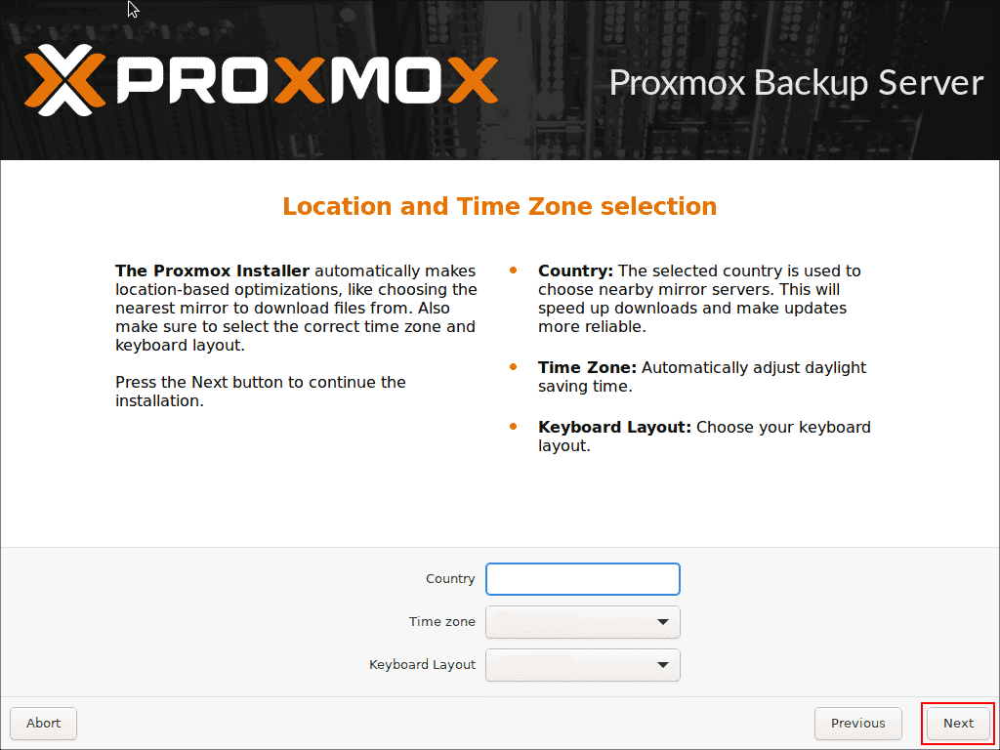 PROXMOX
Proxmox Backup Server
Location and Time Zone selection
The Proxmox Installer automatically makes
location-based optimizations, like choosing the
nearest mirror to download files from. Also
make sure to select the correct time zone and
keyboard layout.
Press the Next button to continue the
installation.
Country: The selected country is used to
choose nearby mirror servers. This will
speed up downloads and make updates
more reliable.
Time Zone: Automatically adjust daylight
saving time.
Keyboard Layout: Choose your keyboard
layout.
Country
Time zone
Keyboard Layout
Abort
Previous
Next